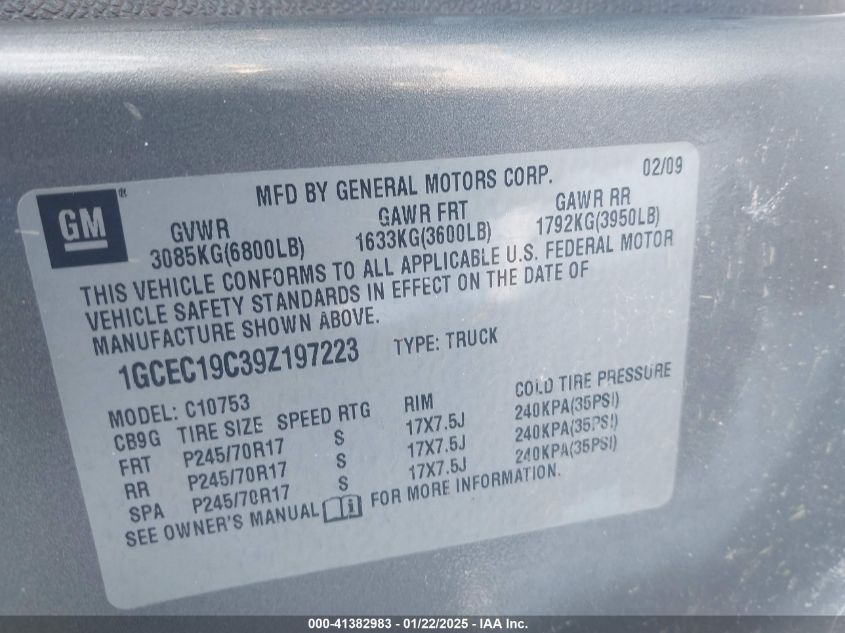 GM®
MFD BY GENERAL MOTORS CORP. 02/09
GVWR GAWR FRT GAWR RR
3085KG(6800LB) 1633KG(3600LB) 1792KG(3950LB)
THIS VEHICLE CONFORMS TO ALL APPLICABLE U.S. FEDERAL MOTOR
VEHICLE SAFETY STANDARDS IN EFFECT ON THE DATE OF
MANUFACTURE SHOWN ABOVE.
1GCEC19C39Z197223 TYPE: TRUCK
MODEL: C10753
CB9G TIRE SIZE SPEED RTG RIM COLD TIRE PRESSURE
FRT P245/70R17 S 17X7.5J 240KPA(35PSI)
RR P245/70R17 S 17X7.5J 240KPA(35PSI)
SPA P245/70R17 S 17X7.5J 240KPA(35PSI)
SEE OWNER'S MANUAL FOR MORE INFORMATION.
000-41382983 - 01/22/2025 - IAA Inc.